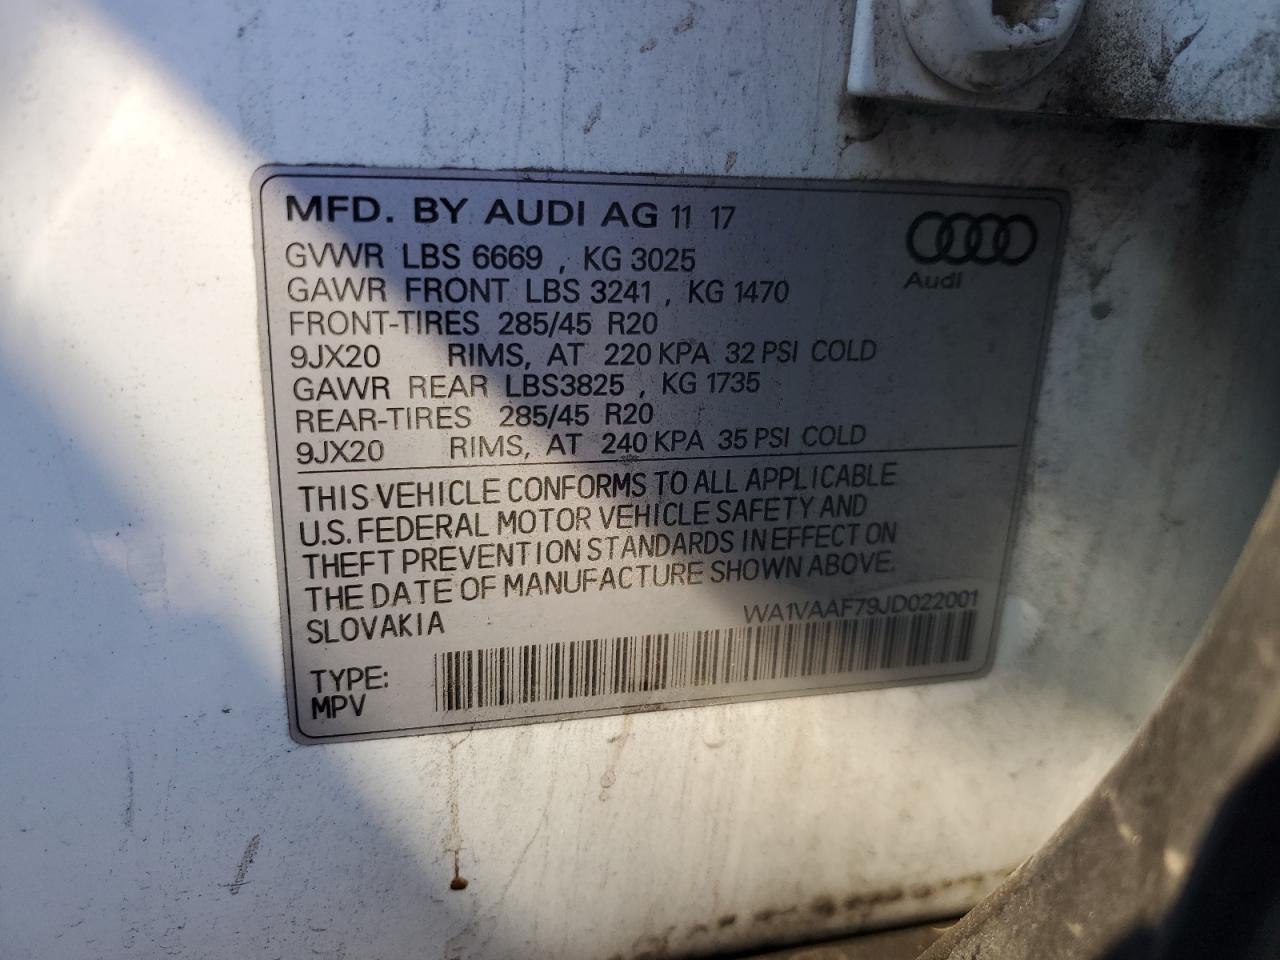 MFD. BY AUDI AG 11 17
GVWR LBS 6669 , KG 3025
GAWR FRONT LBS 3241 , KG 1470
Audi
FRONT-TIRES 285/45 R20
9JX20 RIMS, AT 220 KPA 32 PSI COLD
GAWR REAR LBS3825 , KG 1735
REAR-TIRES 285/45 R20
9JX20 RIMS, AT 240 KPA 35 PSI COLD
THIS VEHICLE CONFORMS TO ALL APPLICABLE
U.S. FEDERAL MOTOR VEHICLE SAFETY AND
THEFT PREVENTION STANDARDS IN EFFECT ON
THE DATE OF MANUFACTURE SHOWN ABOVE.
SLOVAKIA WA1VAAF79JD022001
TYPE:
MPV